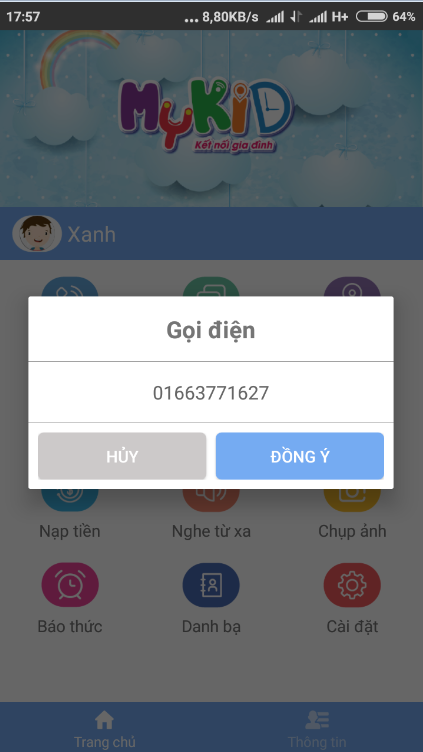 17:57 ... 8,80KB/s H+ 64%
MyKiD
Kết nối gia đình
Xanh
Gọi điện
01663771627
HỦY ĐỒNG Ý
Nạp tiền Nghe từ xa Chụp ảnh
Báo thức Danh bạ Cài đặt
Trang chủ Thông tin